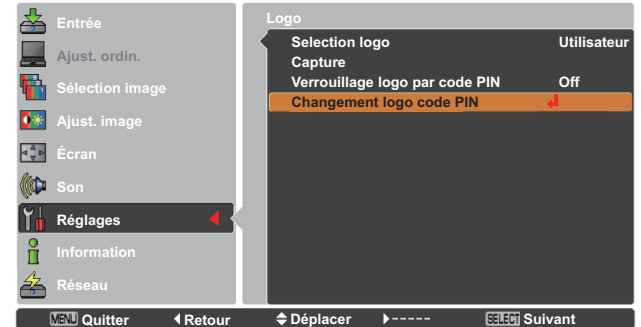 Entrée
Ajust. ordin.
Sélection image
Ajust. image
Écran
Son
Réglages
Information
Réseau
Logo
Selection logo Utilisateur
Capture
Verrouillage logo par code PIN Off
Changement logo code PIN
MENU Quitter Retour Déplacer ----- SELECT Suivant